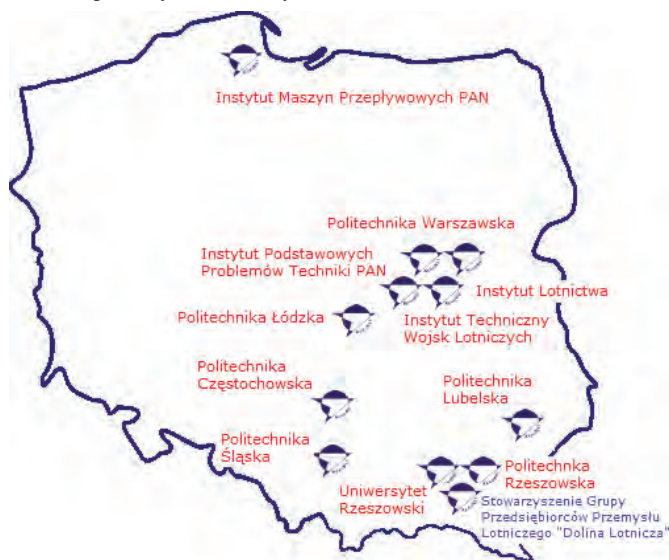 Instytut Maszyn Przepływowych PAN
Politechnika Warszawska
Instytut Podstawowych
Problemów Techniki PAN
Instytut Lotnictwa
Politechnika Łódzka
Instytut Techniczny
Wojsk Lotniczych
Politechnika
Częstochowska
Politechnika
Lubelska
Politechnika
Śląska
Uniwersytet
Rzeszowski
Politechnka
Rzeszowska
Stowarzyszenie Grupy
Przedsiębiorców Przemysłu
Lotniczego "Dolina Lotnicza"